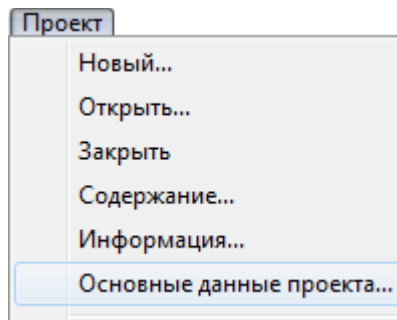 Проект
Новый...
Открыть...
Закрыть
Содержание...
Информация...
Основные данные проекта...